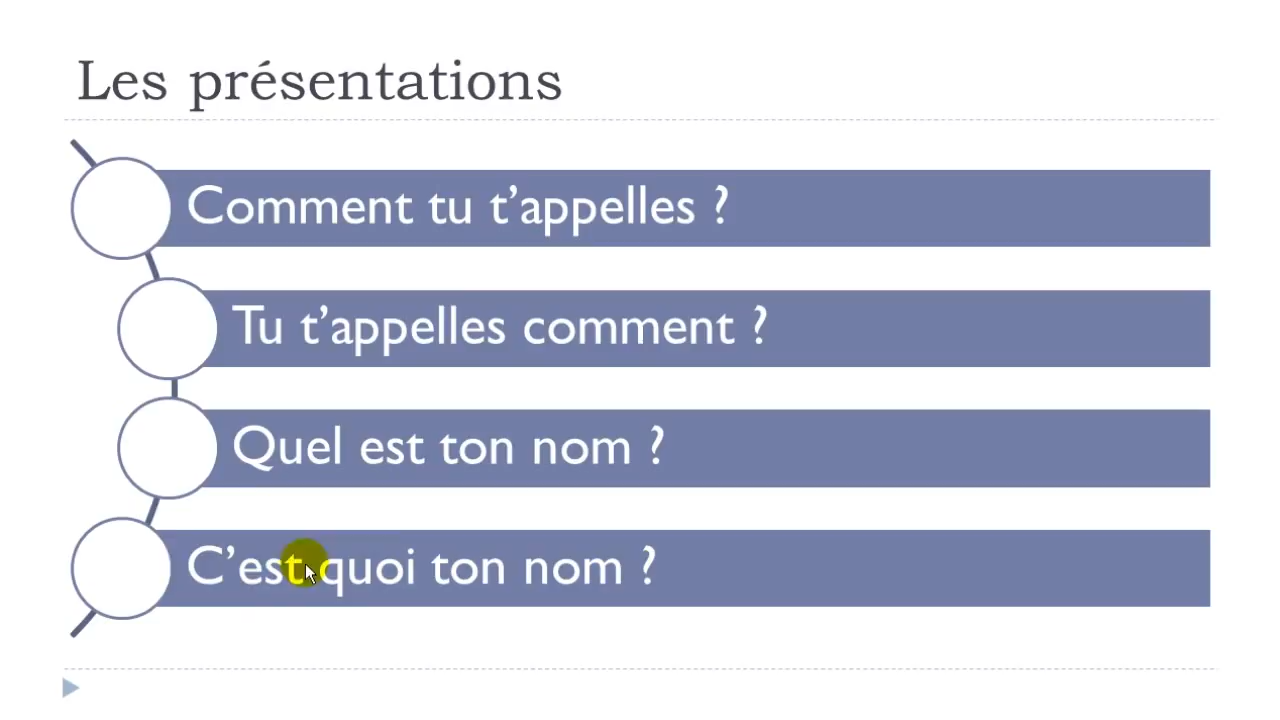 Les présentations
Comment tu t’appelles ?
Tu t’appelles comment ?
Quel est ton nom ?
C’est quoi ton nom ?